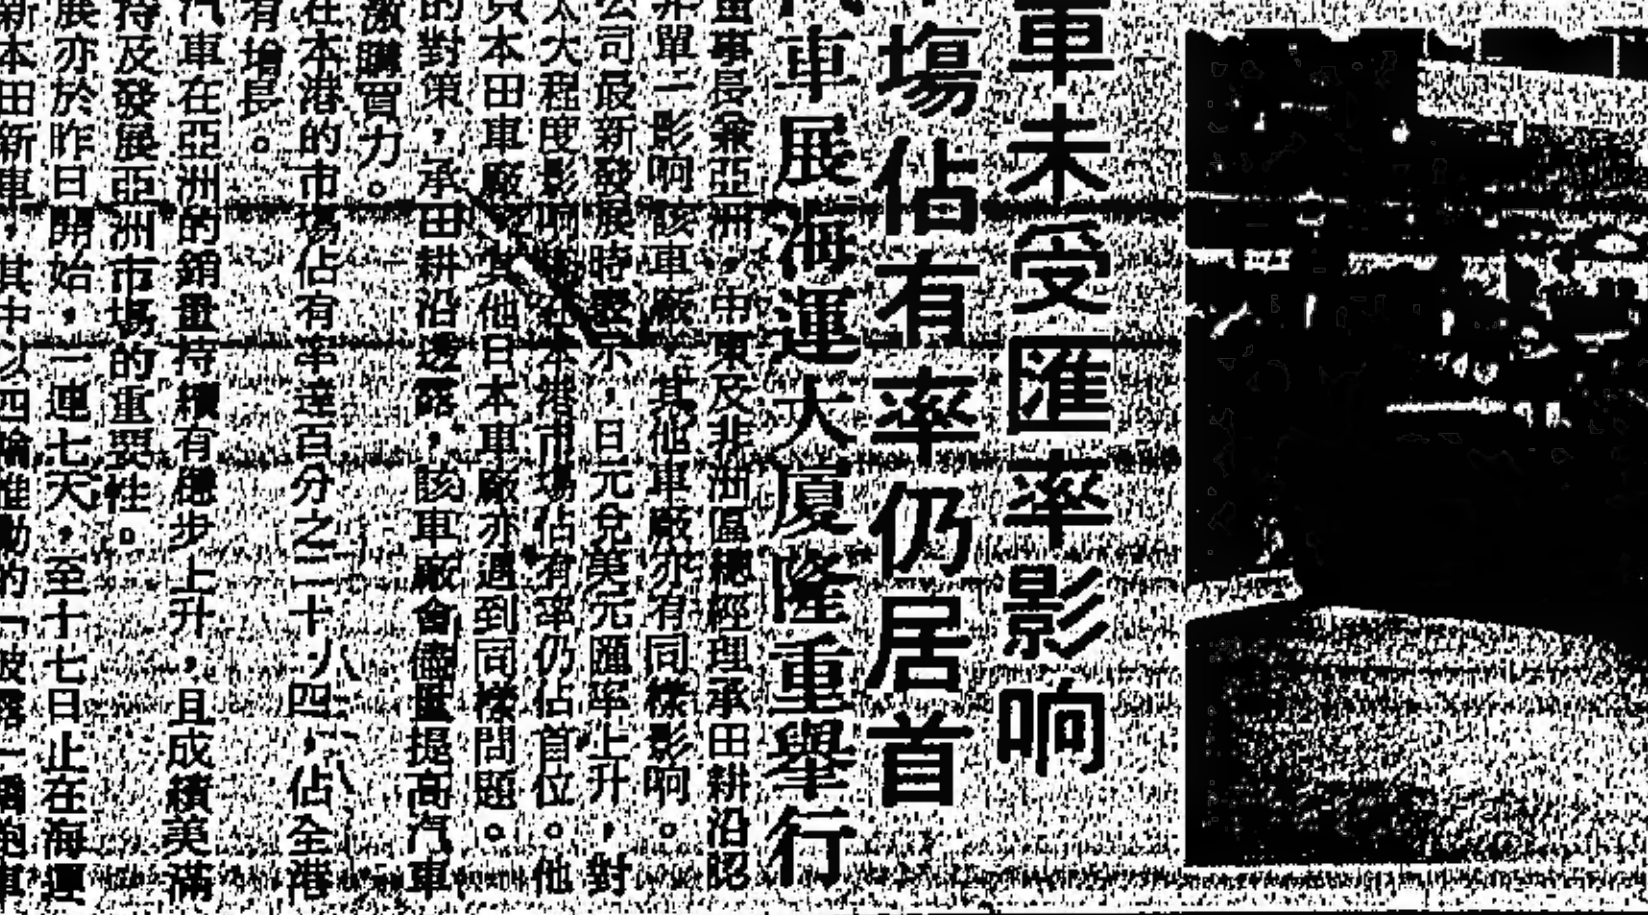 車未受匯率影响
場佔有率仍居首
車展海運大廈隆重舉行
董事長兼亞洲，中東及非洲區總經理承田耕沿認
非單一影响該車廠，其他車廠亦有同樣影响。
公司最新發展時表示，日元兌美元匯率上升，對
太大程度影响，在本港市場佔有率仍佔首位。他
只本田車廠，其他日本車廠亦遇到同樣問題。
的對策，承田耕沿透露，該車廠會儘量提高汽車
激購買力。
在本港的市場佔有率達百分之二十八四，佔全港
有增長。
汽車在亞洲的銷量持續有穩步上升，且成績美滿
持及發展亞洲市場的重要性。
展亦於昨日開始，一連七天，至十七日止在海運
新本田新車，其中以四輪推動的